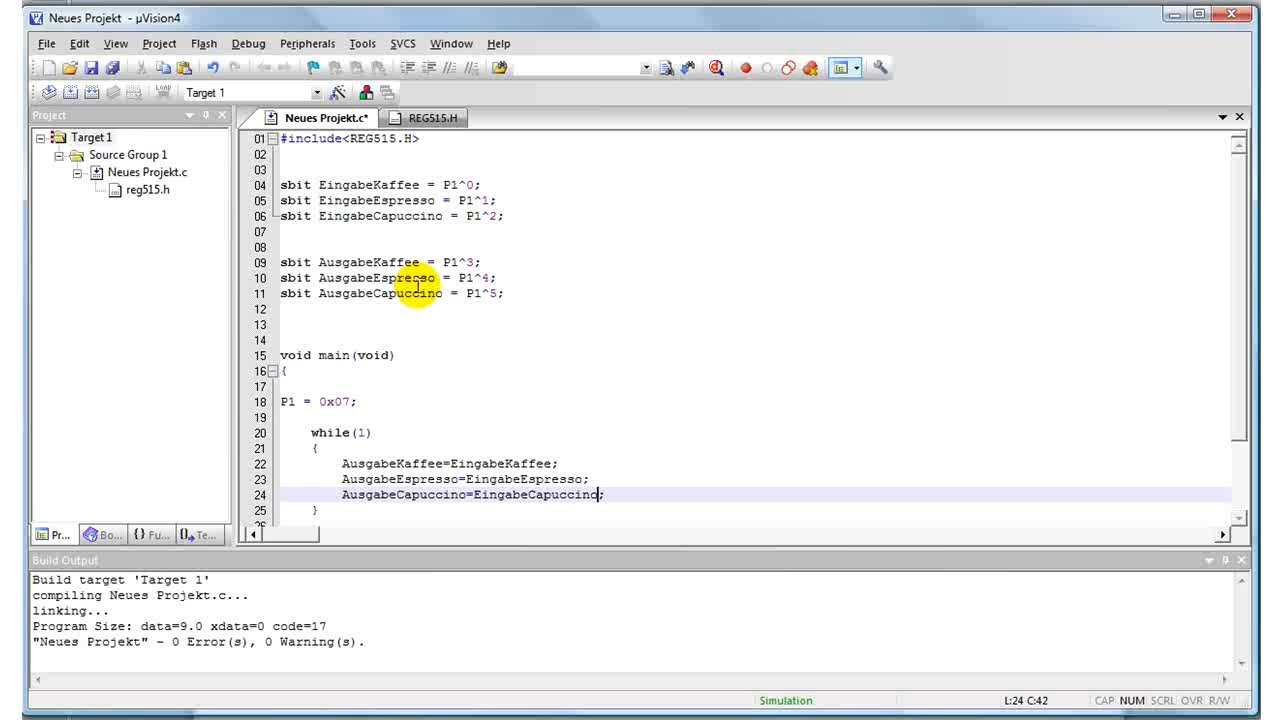 Neues Projekt - µVision4
File Edit View Project Flash Debug Peripherals Tools SVCS Window Help
Target 1
Project
Neues Projekt.c* REG515.H
Target 1
Source Group 1
Neues Projekt.c
reg515.h
01 #include<REG515.H>
02
03
04 sbit EingabeKaffee = P1^0;
05 sbit EingabeEspresso = P1^1;
06 sbit EingabeCapuccino = P1^2;
07
08
09 sbit AusgabeKaffee = P1^3;
10 sbit AusgabeEspresso = P1^4;
11 sbit AusgabeCapuccino = P1^5;
12
13
14
15 void main(void)
16 {
17
18 P1 = 0x07;
19
20 while(1)
21 {
22 AusgabeKaffee=EingabeKaffee;
23 AusgabeEspresso=EingabeEspresso;
24 AusgabeCapuccino=EingabeCapuccino;
25 }
26
Pr... Bo... {} Fu... 0 Te...
Build Output
Build target 'Target 1'
compiling Neues Projekt.c...
linking...
Program Size: data=9.0 xdata=0 code=17
"Neues Projekt" - 0 Error(s), 0 Warning(s).
Simulation L:24 C:42 CAP NUM SCRL OVR R/W